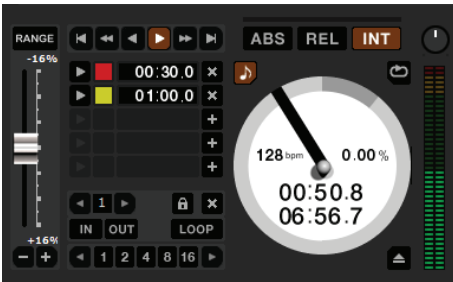 RANGE
ABS REL INT
-16%
00:30.0
01:00.0
128 bpm 0.00 %
00:50.8
06:56.7
1
IN OUT LOOP
+16%
1 2 4 8 16